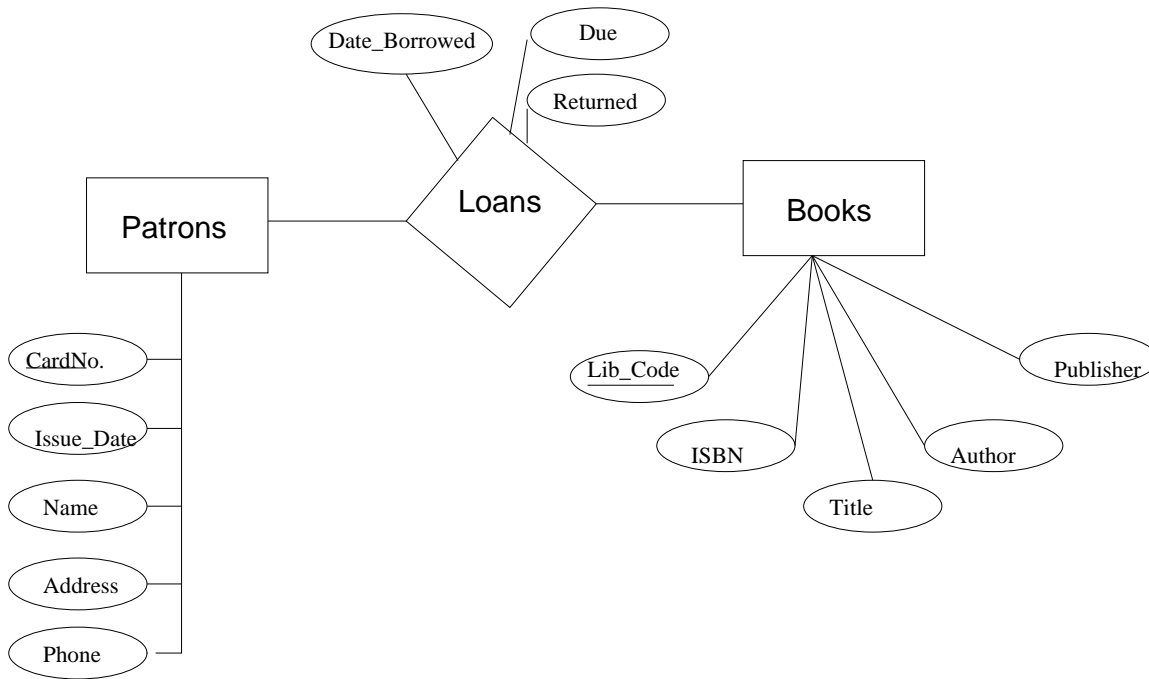 Date_Borrowed
Due
Returned
Patrons
Loans
Books
CardNo.
Issue_Date
Name
Address
Phone
Lib_Code
ISBN
Title
Author
Publisher